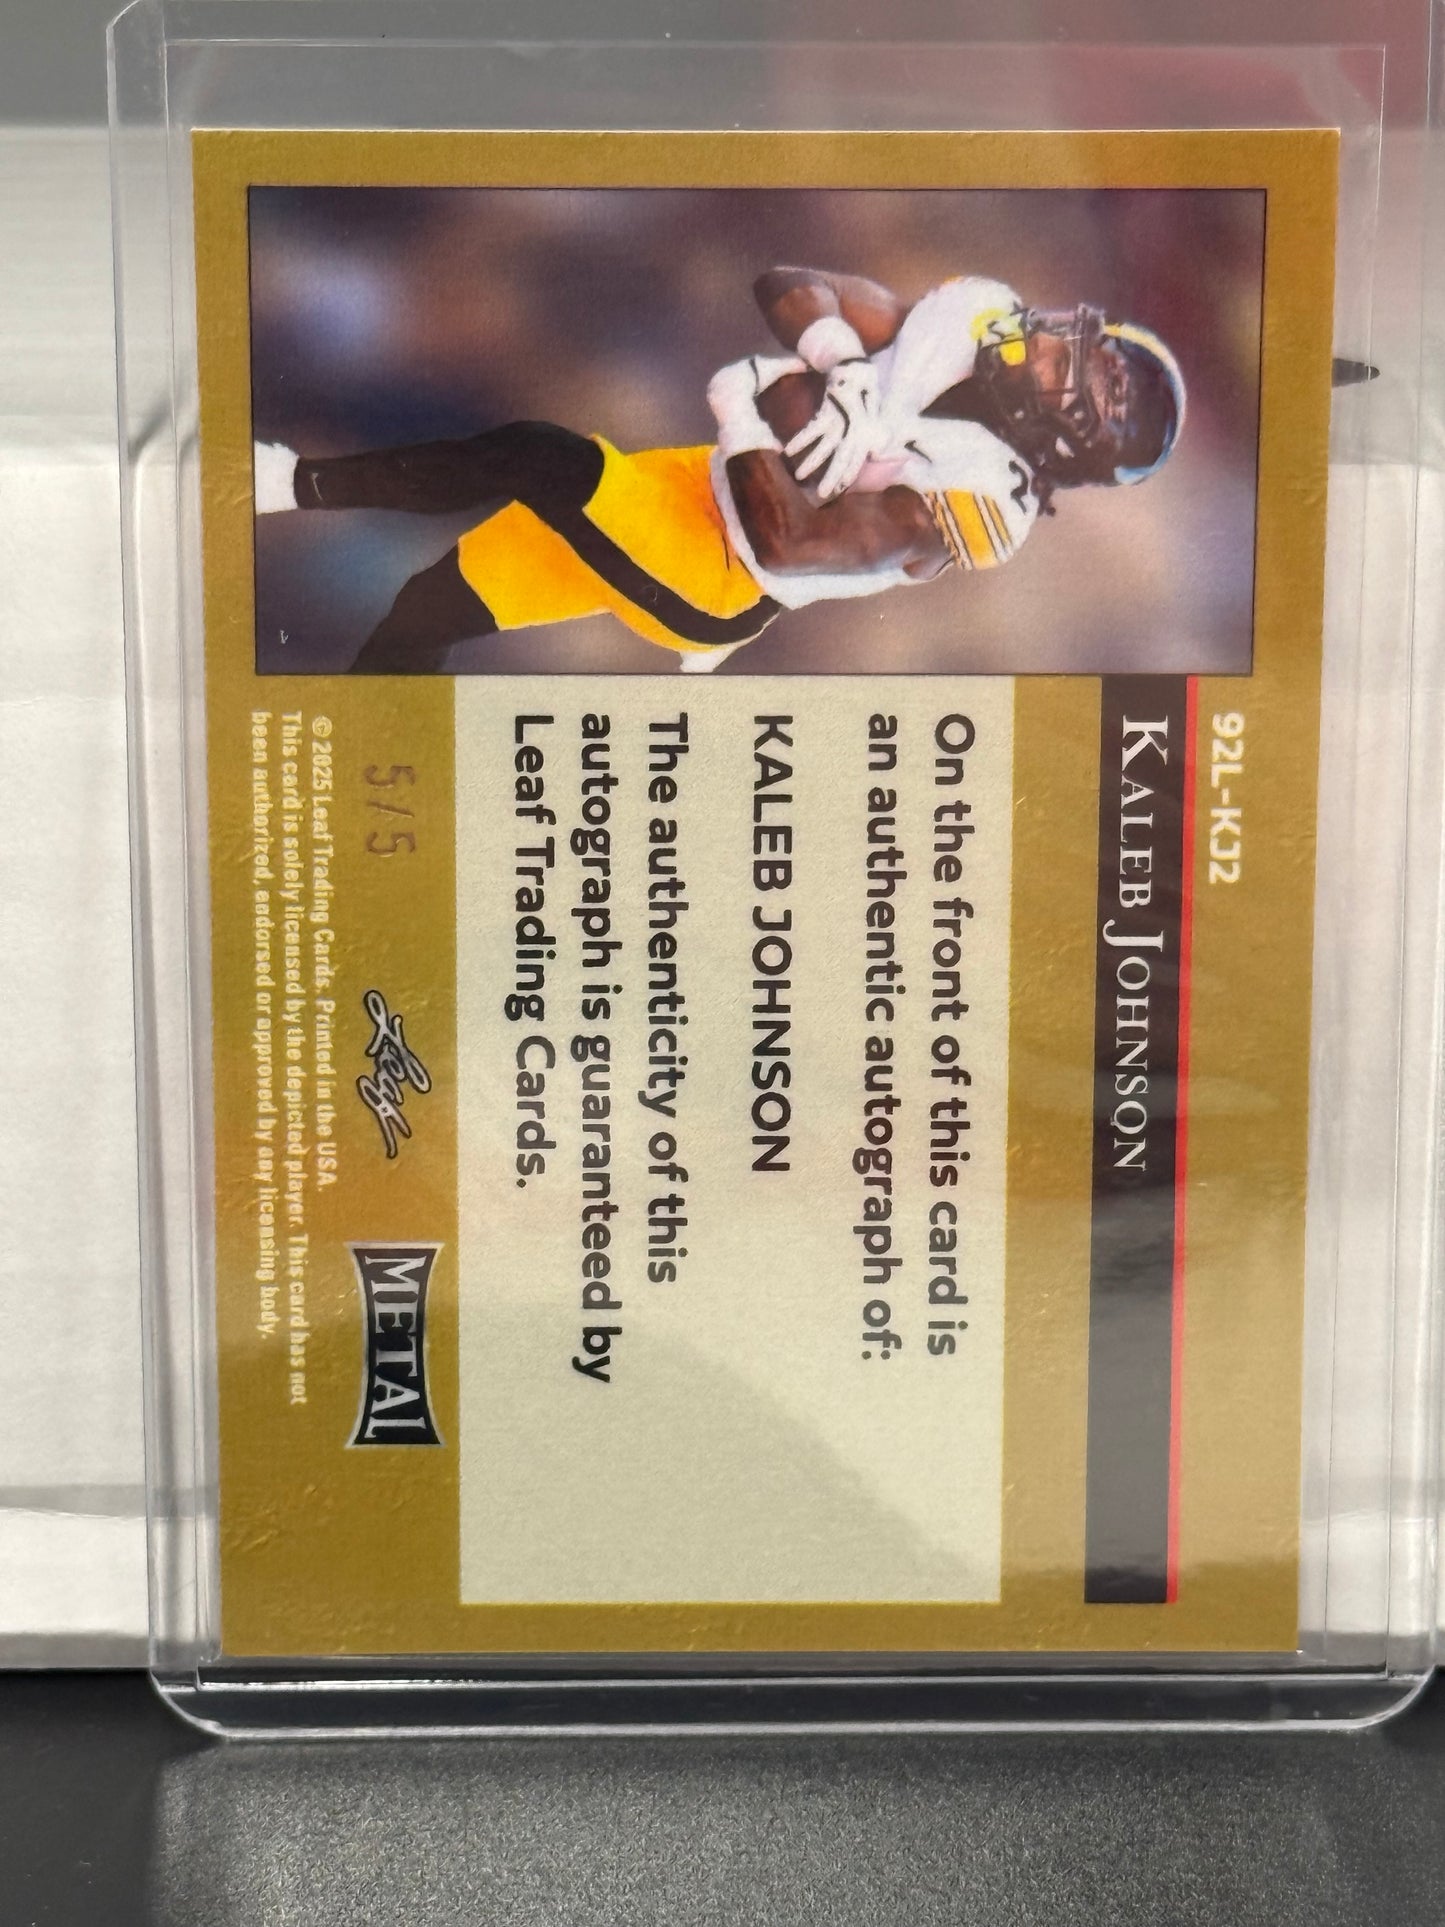 92L-KJ2
KALEB JOHNSON
On the front of this card is
an authentic autograph of:
KALEB JOHNSON
The authenticity of this
autograph is guaranteed by
Leaf Trading Cards.
5/5
Leaf
METAL
© 2025 Leaf Trading Cards. Printed in the USA.
This card is solely licensed by the depicted player. This card has not
been authorized, endorsed or approved by any licensing body.